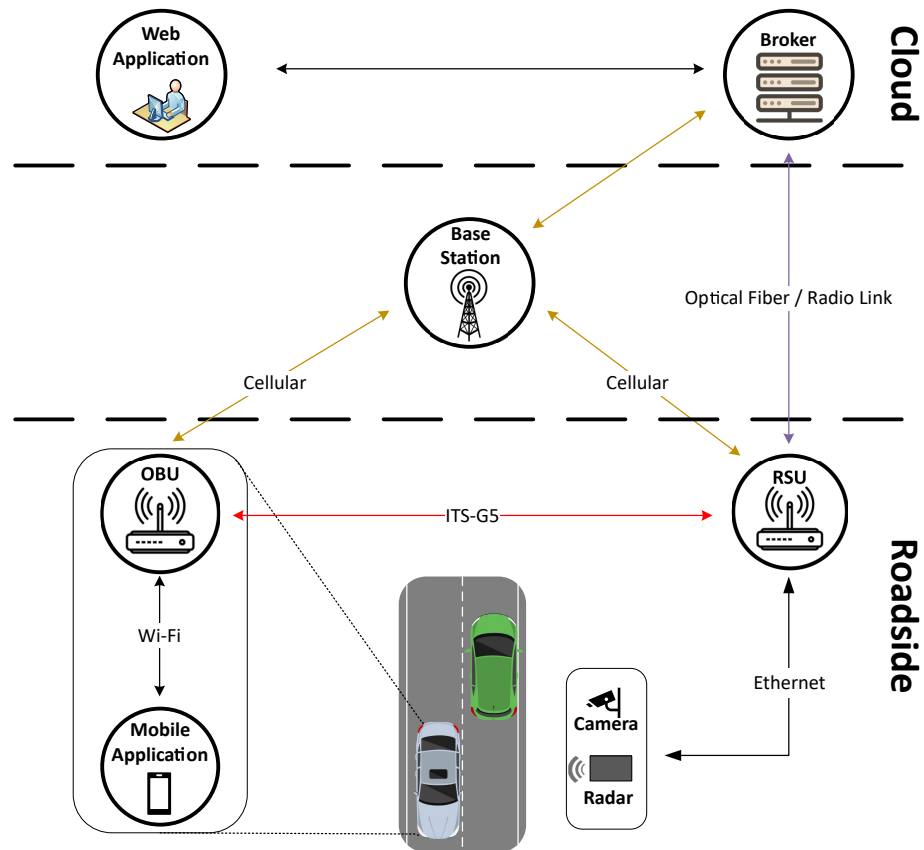 Web
Application
Broker
Cloud
Base
Station
Optical Fiber / Radio Link
Cellular
Cellular
OBU
RSU
ITS-G5
Wi-Fi
Roadside
Ethernet
Mobile
Application
Camera
Radar